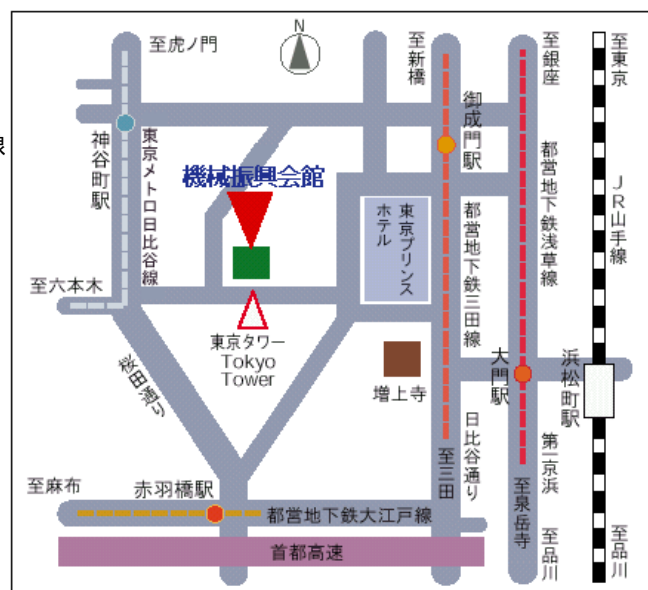 線
至虎ノ門
N
至新橋
至銀座
至東京
御成門駅
神谷町駅
東京メトロ日比谷線
機械振興会館
都営地下鉄浅草線
JR山手線
東京プリンス
ホテル
都営地下鉄三田線
至六本木
東京タワー
Tokyo
Tower
桜田通り
増上寺
大門駅
浜松町駅
日比谷通り
第一京浜
至三田
至泉岳寺
至麻布
赤羽橋駅
都営地下鉄大江戸線
首都高速
至品川
至品川